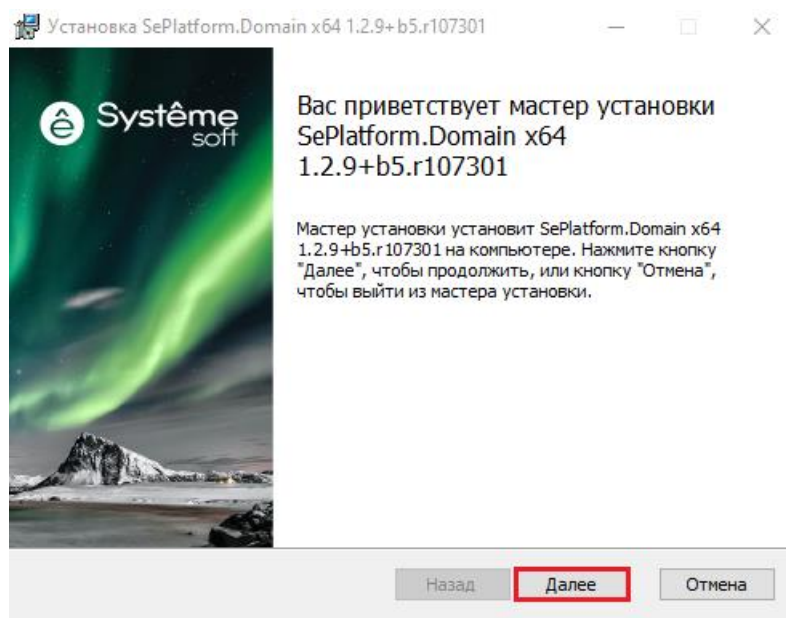 Установка SePlatform.Domain x64 1.2.9+b5.r107301
ê Système
soft
Вас приветствует мастер установки
SePlatform.Domain x64
1.2.9+b5.r107301
Мастер установки установит SePlatform.Domain x64
1.2.9+b5.r107301 на компьютере. Нажмите кнопку
"Далее", чтобы продолжить, или кнопку "Отмена",
чтобы выйти из мастера установки.
Назад Далее Отмена